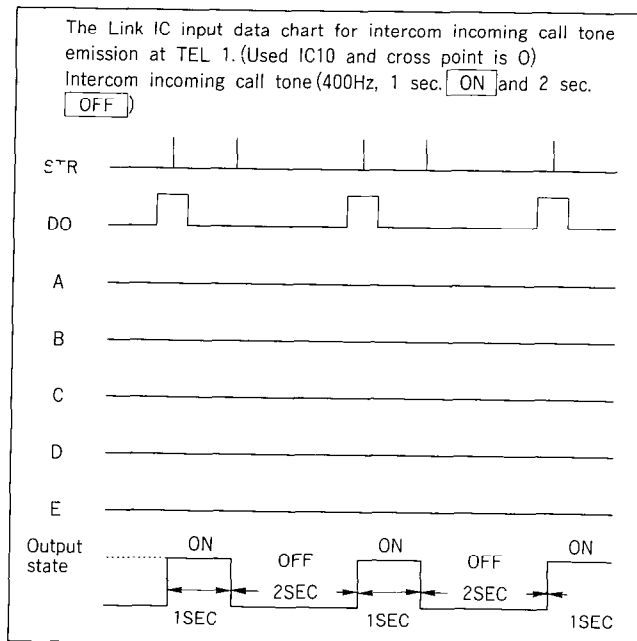 The Link IC input data chart for intercom incoming call tone
emission at TEL 1. (Used IC10 and cross point is O)
Intercom incoming call tone (400Hz, 1 sec. ON and 2 sec.
OFF)
STR
DO
A
B
C
D
E
Output
state
ON OFF ON OFF ON
1SEC 2SEC 1SEC 2SEC 1SEC